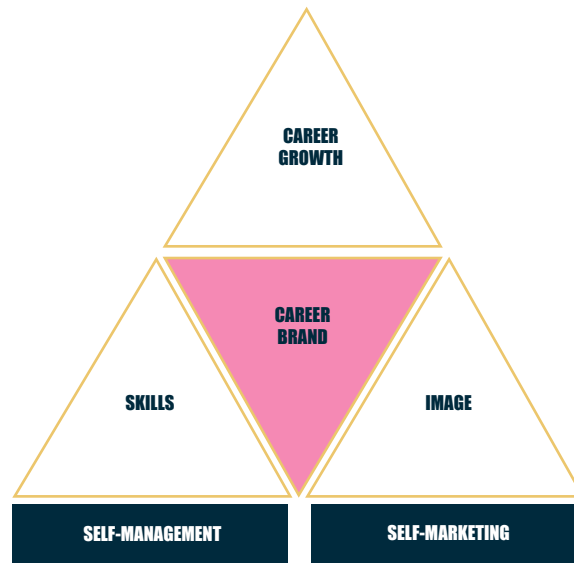 CAREER
GROWTH
CAREER
BRAND
SKILLS
IMAGE
SELF-MANAGEMENT
SELF-MARKETING